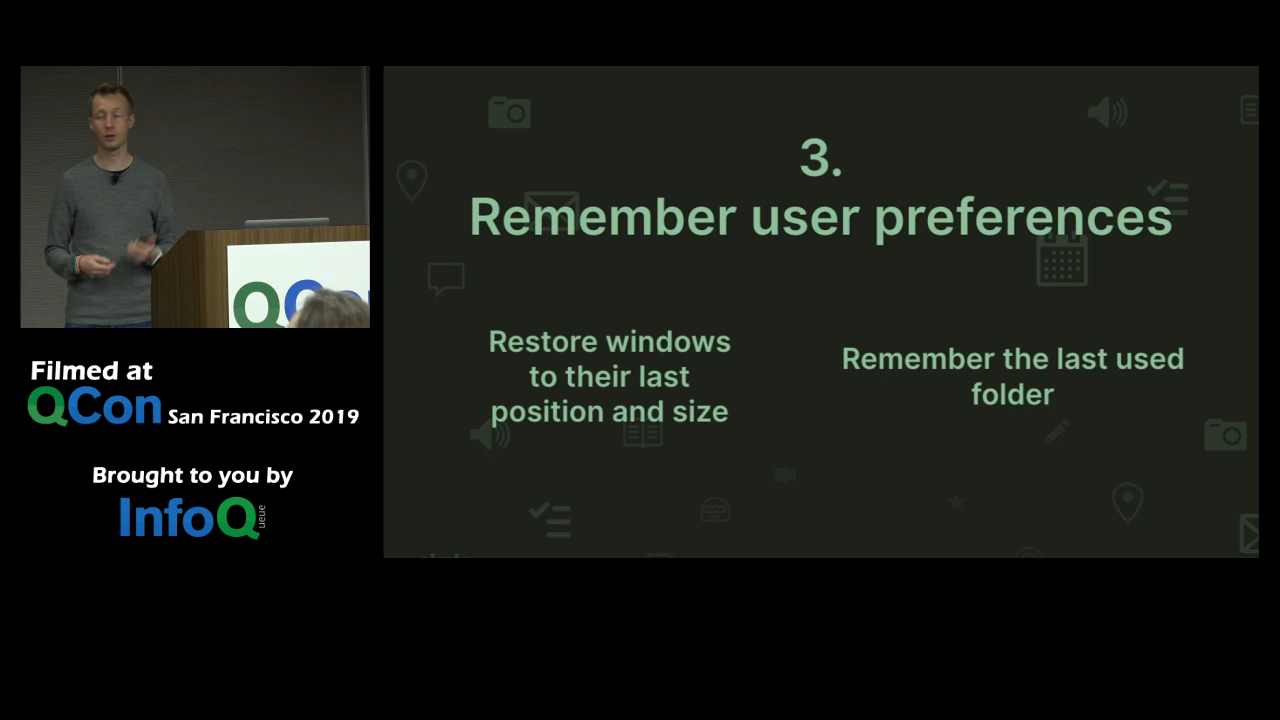 3.
Remember user preferences
Restore windows
to their last
position and size
Remember the last used
folder
Filmed at
QCon San Francisco 2019
Brought to you by
InfoQ
ueue